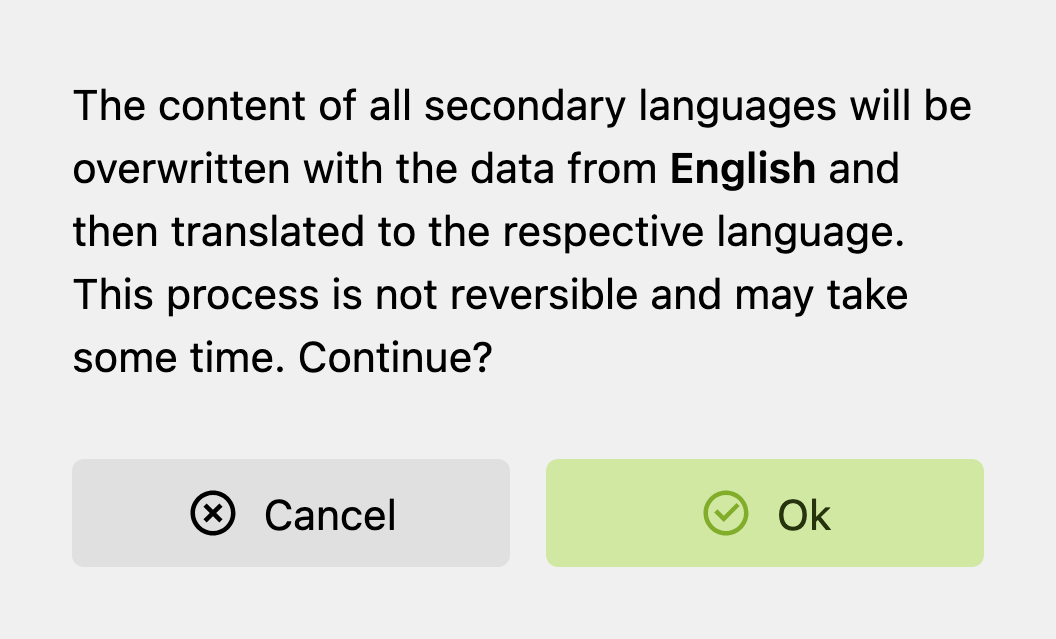 The content of all secondary languages will be
overwritten with the data from English and
then translated to the respective language.
This process is not reversible and may take
some time. Continue?
Cancel
Ok